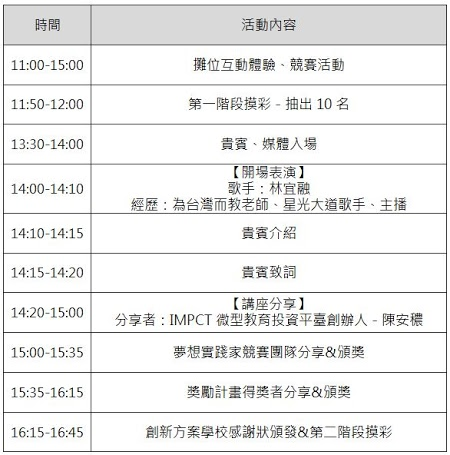 時間 活動內容
11:00-15:00 攤位互動體驗、競賽活動
11:50-12:00 第一階段摸彩－抽出 10 名
13:30-14:00 貴賓、媒體入場
【開場表演】
14:00-14:10 歌手：林宜融
經歷：為台灣而教老師、星光大道歌手、主播
14:10-14:15 貴賓介紹
14:15-14:20 貴賓致詞
【講座分享】
14:20-15:00
分享者：IMPCT 微型教育投資平臺創辦人－陳安穠
15:00-15:35 夢想實踐家競賽團隊分享&頒獎
15:35-16:15 獎勵計畫得獎者分享&頒獎
16:15-16:45 創新方案學校感謝狀頒發&第二階段摸彩